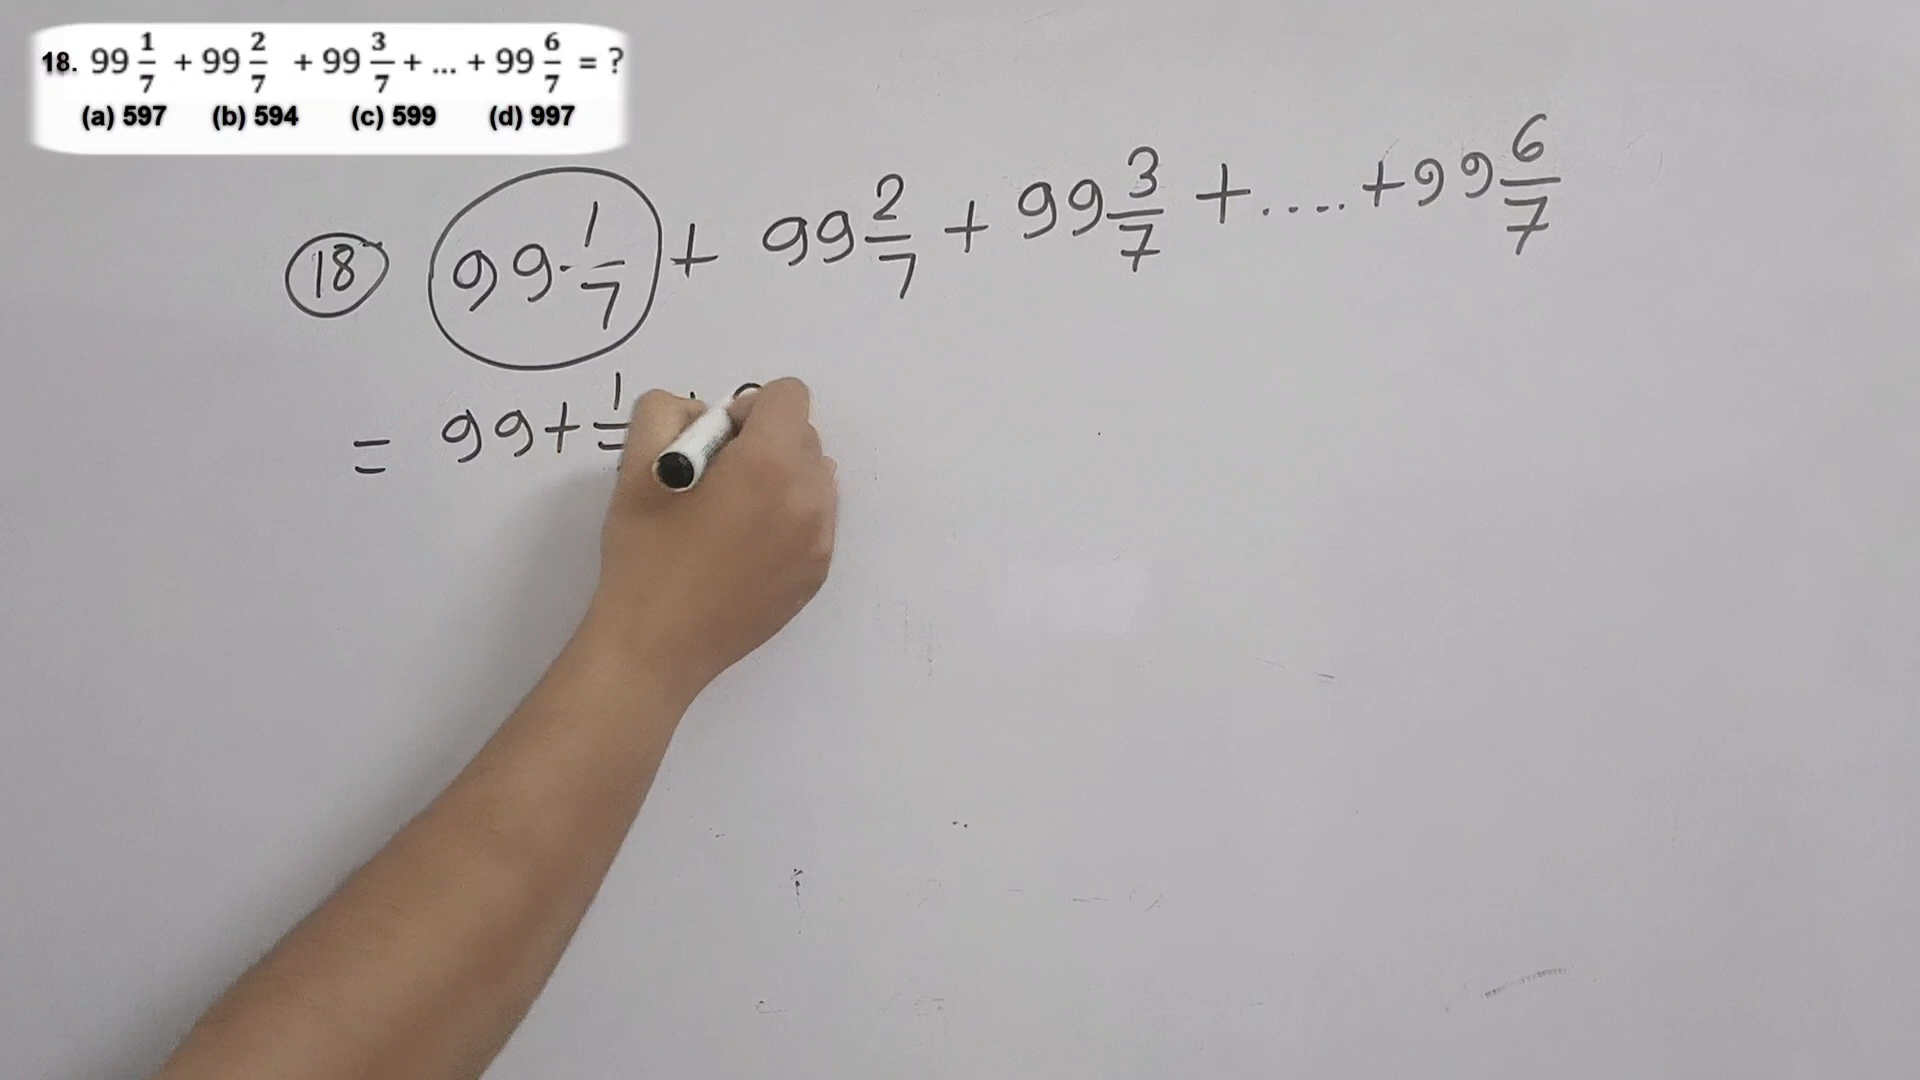 18. 99 1/7 + 99 2/7 + 99 3/7 + ... + 99 6/7 = ?
(a) 597 (b) 594 (c) 599 (d) 997
18 99 1/7 + 99 2/7 + 99 3/7 + .... + 99 6/7
= 99 + 1